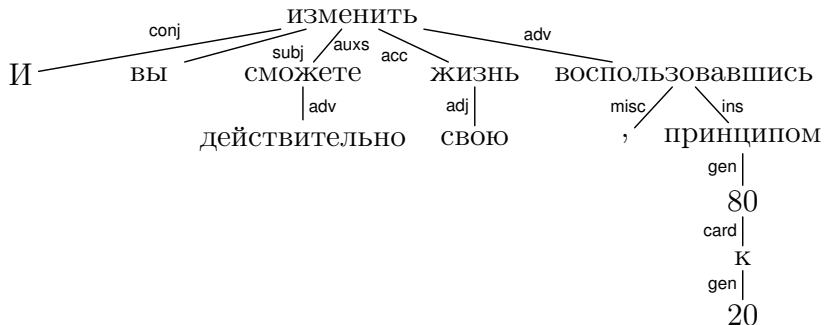 изменить
conj subj auxs acc adv
И вы сможете жизнь воспользовавшись
adv adj misc ins
действительно свою , принципом
gen
80
card
к
gen
20